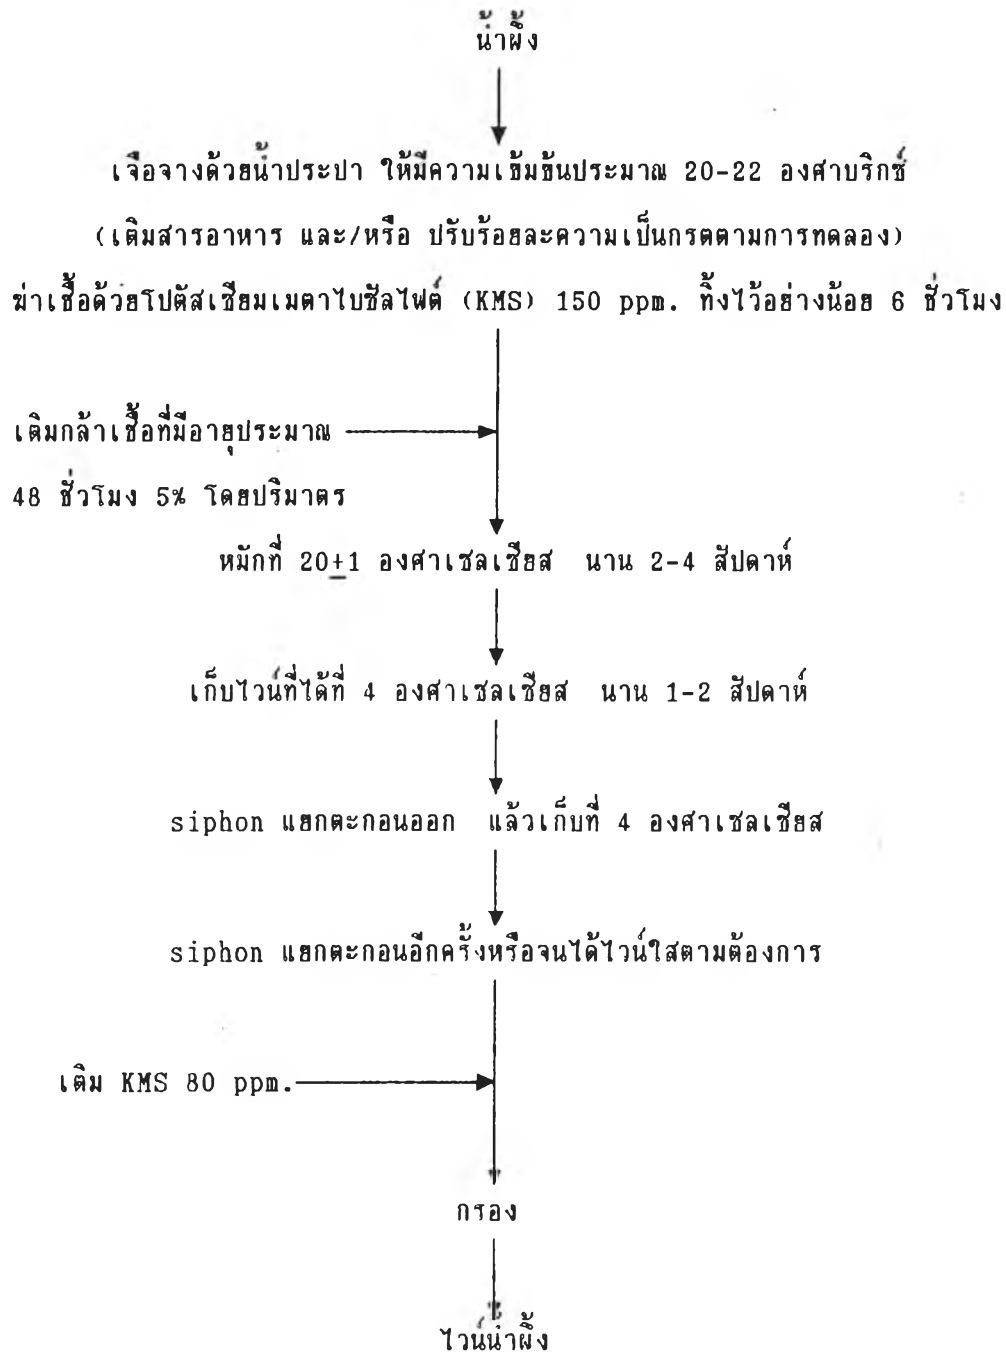 น้ำผึ้ง
เจือจางด้วยน้ำประปา ให้มีความเข้มข้นประมาณ 20-22 องศาบริกซ์
(เติมสารอาหาร และ/หรือ ปรับร้อยละความเป็นกรดตามการทดลอง)
ฆ่าเชื้อด้วยโปตัสเซียมเมตาไบซัลไฟต์ (KMS) 150 ppm. ทิ้งไว้อย่างน้อย 6 ชั่วโมง
เติมกล้าเชื้อที่มีอายุประมาณ
48 ชั่วโมง 5% โดยปริมาตร
หมักที่ 20±1 องศาเซลเซียส นาน 2-4 สัปดาห์
เก็บไวน์ที่ได้ที่ 4 องศาเซลเซียส นาน 1-2 สัปดาห์
siphon แยกตะกอนออก แล้วเก็บที่ 4 องศาเซลเซียส
siphon แยกตะกอนอีกครั้งหรือจนได้ไวน์ใสตามต้องการ
เติม KMS 80 ppm.
กรอง
ไวน์น้ำผึ้ง